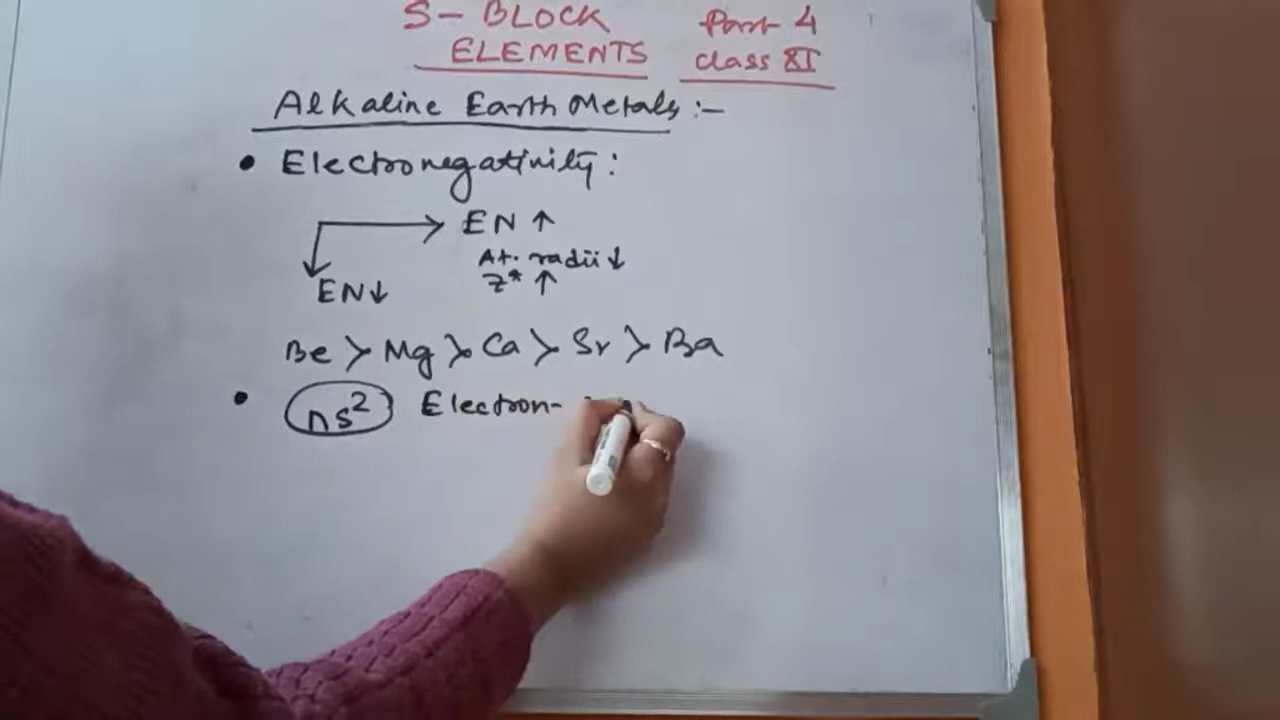 S- BLOCK
ELEMENTS
Part 4
class XI
Alkaline Earth Metals :-
• Electronegativity :
EN ↑
At. radii ↓
Z* ↑
EN ↓
Be > Mg > Ca > Sr > Ba
• ns² Electron-